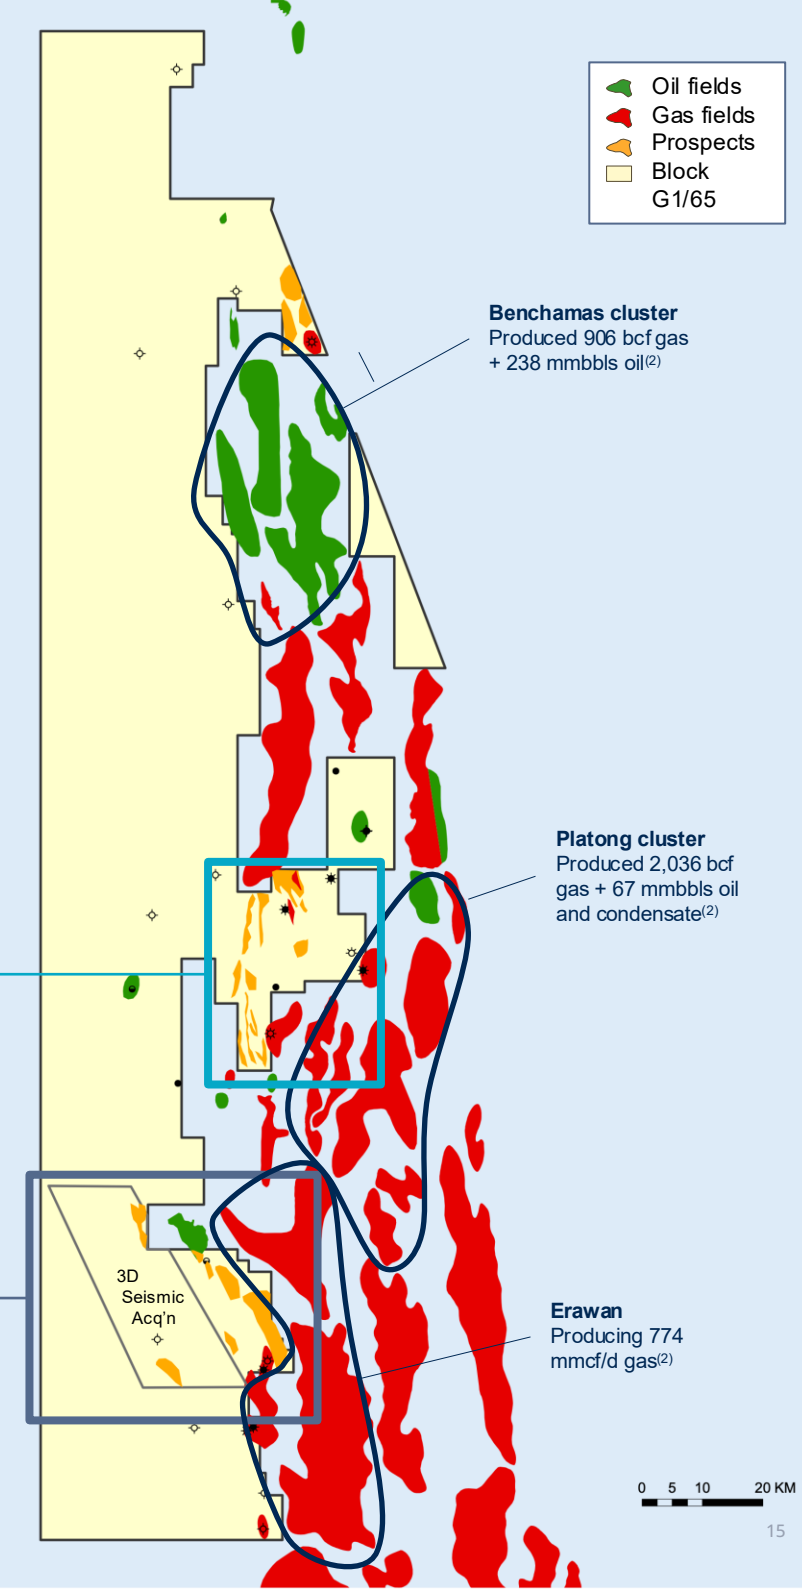 Oil fields
Gas fields
Prospects
Block
G1/65
Benchamas cluster
Produced 906 bcf gas
+ 238 mmbbls oil(2)
Platong cluster
Produced 2,036 bcf
gas + 67 mmbbls oil
and condensate(2)
3D
Seismic
Acq'n
Erawan
Producing 774
mmcf/d gas(2)
0 5 10 20 KM
15